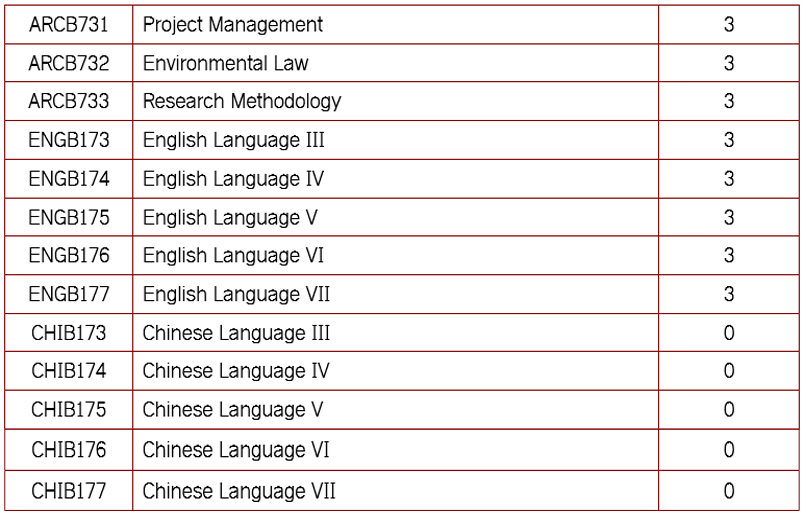 ARCB731 Project Management 3
ARCB732 Environmental Law 3
ARCB733 Research Methodology 3
ENGB173 English Language III 3
ENGB174 English Language IV 3
ENGB175 English Language V 3
ENGB176 English Language VI 3
ENGB177 English Language VII 3
CHIB173 Chinese Language III 0
CHIB174 Chinese Language IV 0
CHIB175 Chinese Language V 0
CHIB176 Chinese Language VI 0
CHIB177 Chinese Language VII 0